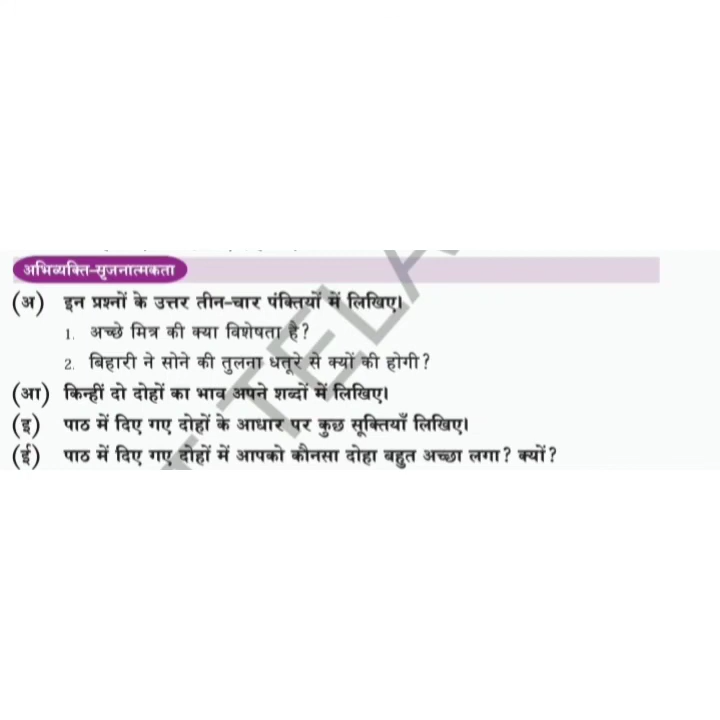 अभिव्यक्ति-सृजनात्मकता
(अ) इन प्रश्नों के उत्तर तीन-चार पंक्तियों में लिखिए।
1. अच्छे मित्र की क्या विशेषता है?
2. बिहारी ने सोने की तुलना धतूरे से क्यों की होगी?
(आ) किन्हीं दो दोहों का भाव अपने शब्दों में लिखिए।
(इ) पाठ में दिए गए दोहों के आधार पर कुछ सूक्तियाँ लिखिए।
(ई) पाठ में दिए गए दोहों में आपको कौनसा दोहा बहुत अच्छा लगा? क्यों?